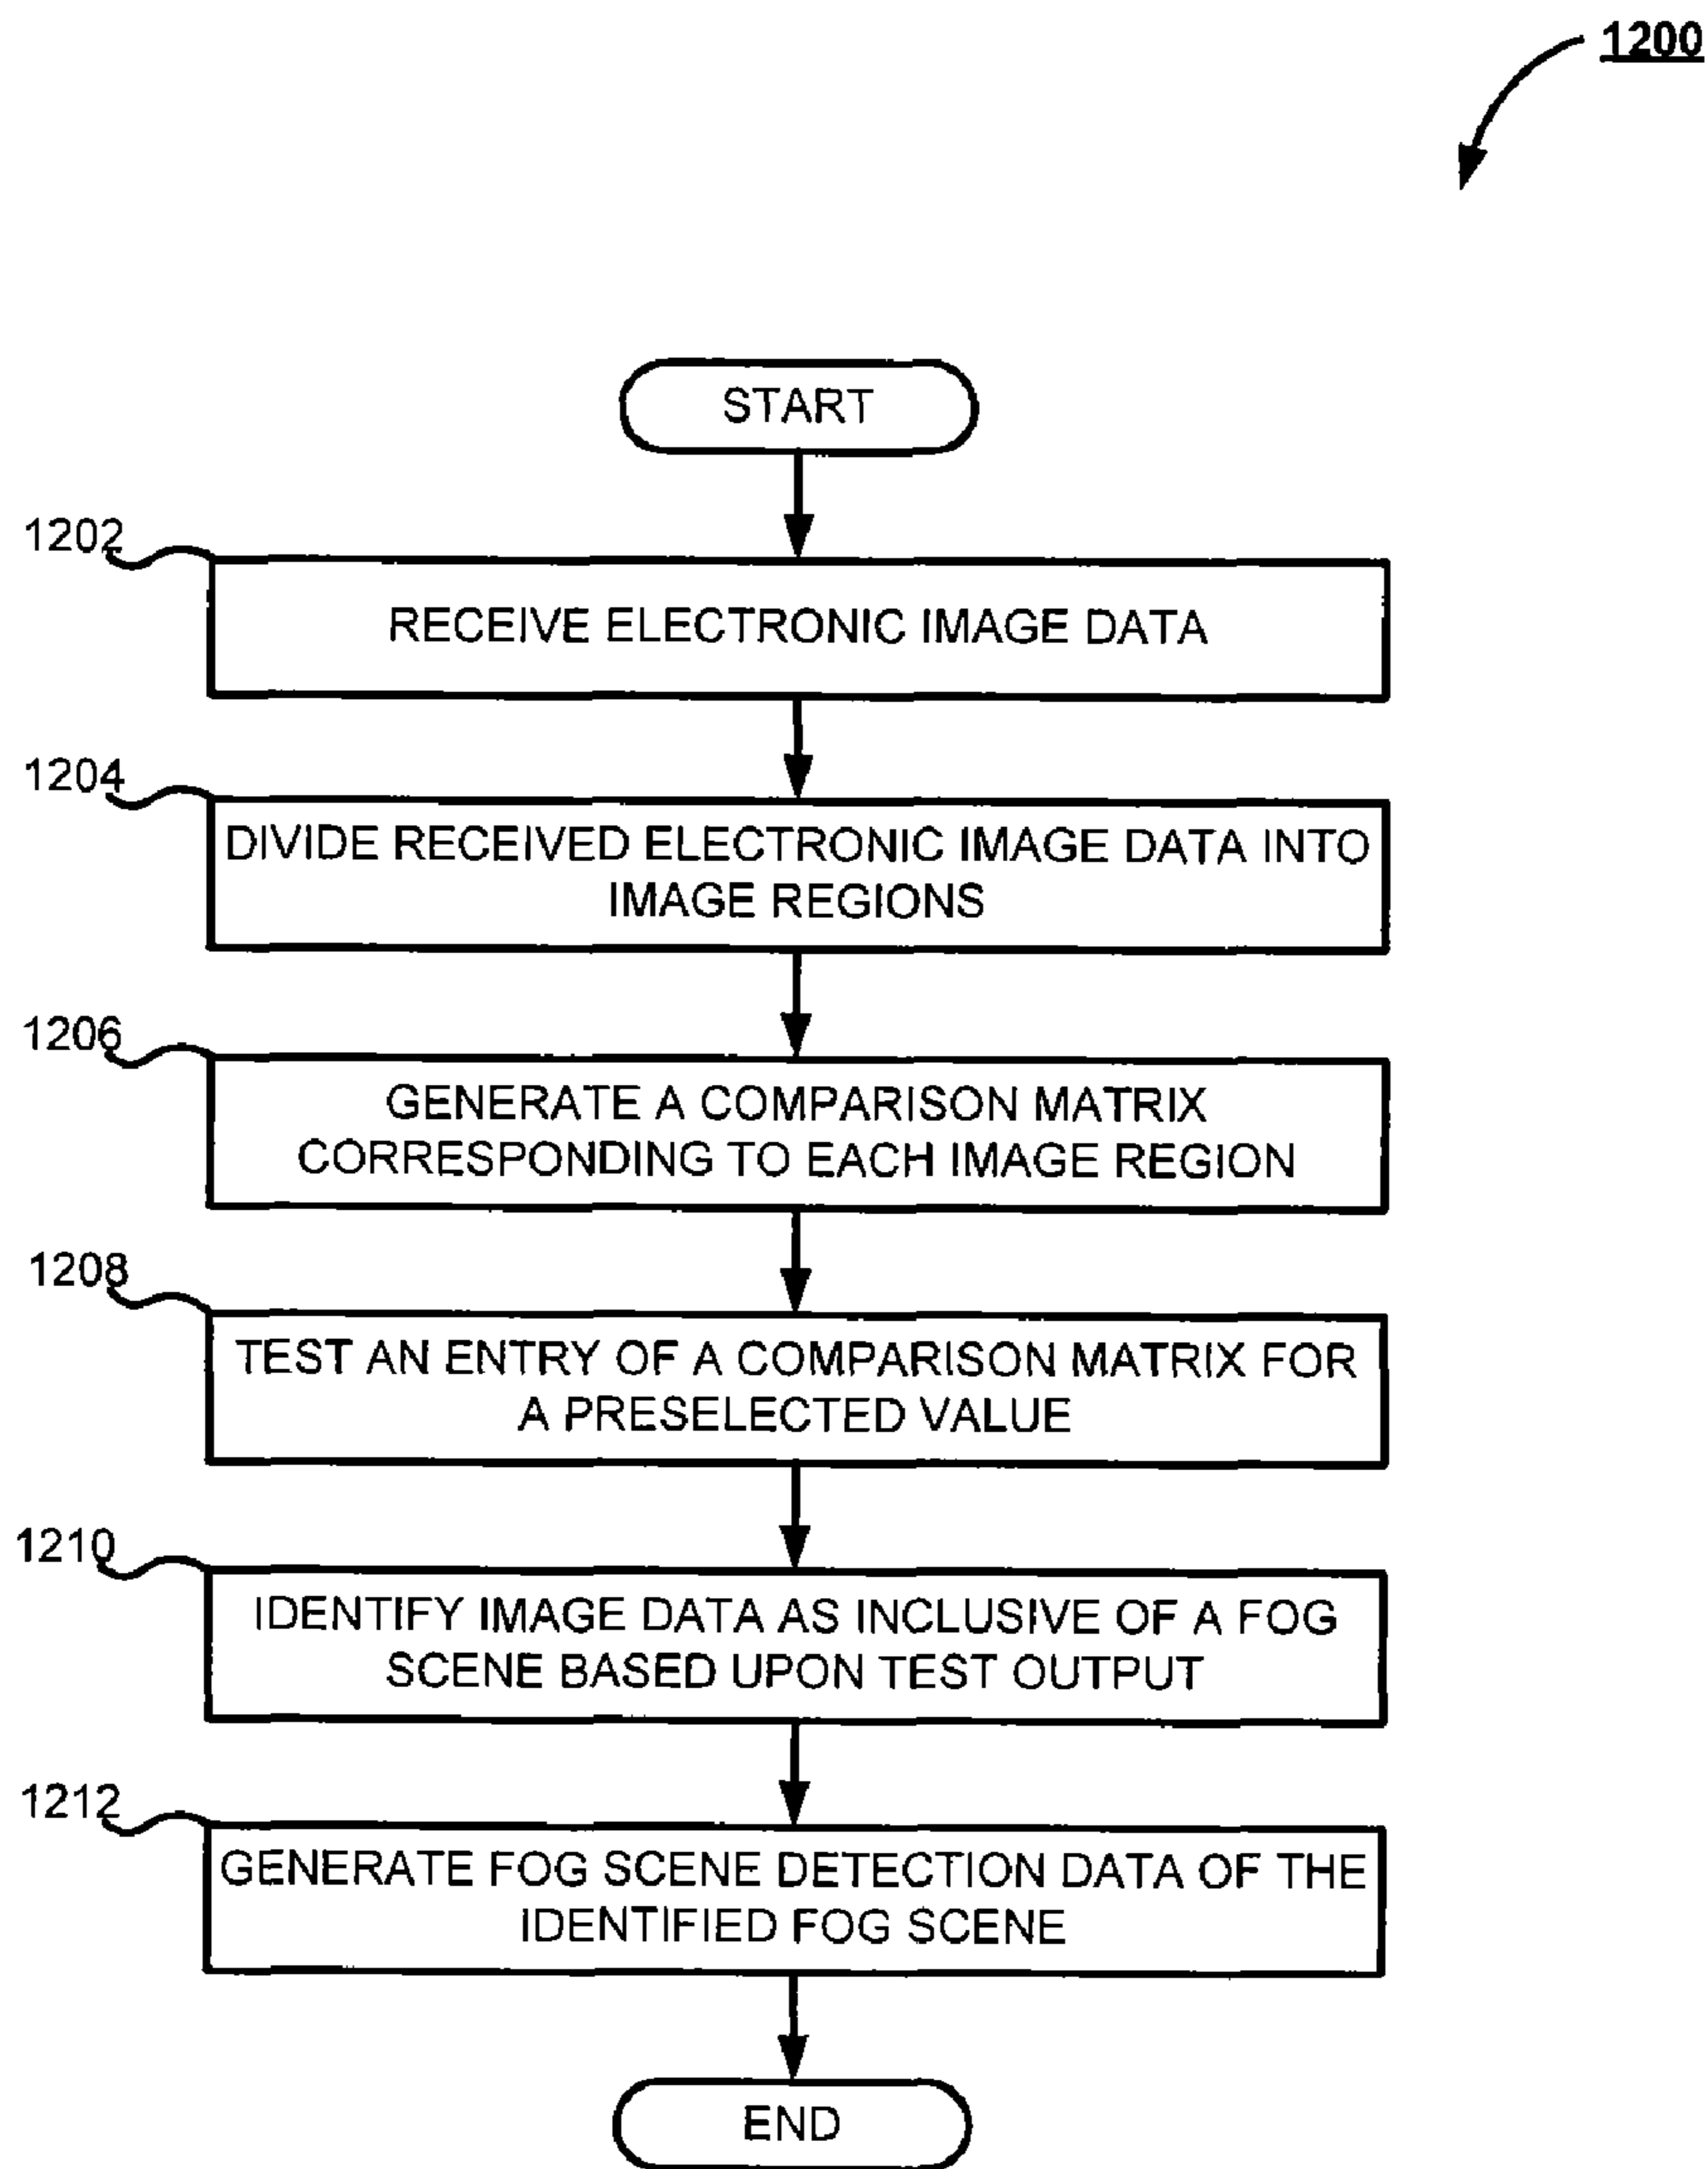 1200
START
1202
RECEIVE ELECTRONIC IMAGE DATA
1204
DIVIDE RECEIVED ELECTRONIC IMAGE DATA INTO
IMAGE REGIONS
1206
GENERATE A COMPARISON MATRIX
CORRESPONDING TO EACH IMAGE REGION
1208
TEST AN ENTRY OF A COMPARISON MATRIX FOR
A PRESELECTED VALUE
1210
IDENTIFY IMAGE DATA AS INCLUSIVE OF A FOG
SCENE BASED UPON TEST OUTPUT
1212
GENERATE FOG SCENE DETECTION DATA OF THE
IDENTIFIED FOG SCENE
END